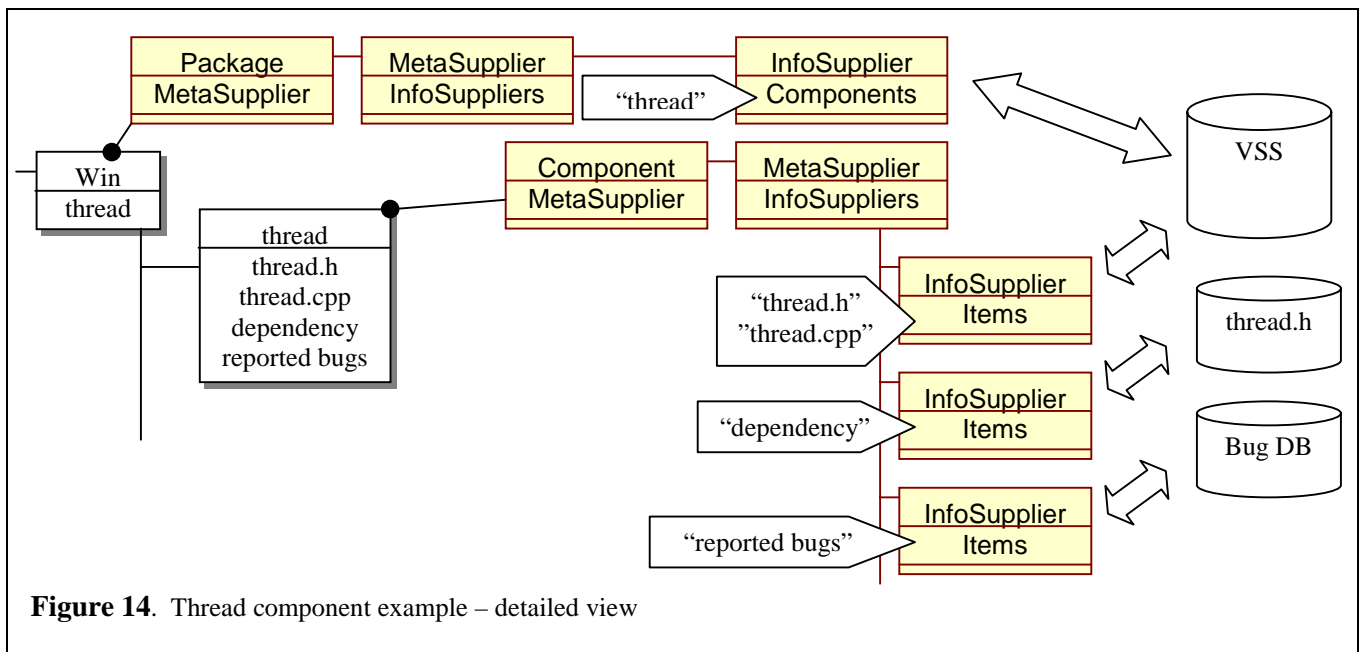 Package
MetaSupplier
MetaSupplier
InfoSuppliers
InfoSupplier
Components
“thread”
VSS
Win
thread
Component
MetaSupplier
MetaSupplier
InfoSuppliers
thread
thread.h
thread.cpp
dependency
reported bugs
“thread.h”
”thread.cpp”
InfoSupplier
Items
thread.h
“dependency”
InfoSupplier
Items
Bug DB
“reported bugs”
InfoSupplier
Items
Figure 14. Thread component example – detailed view